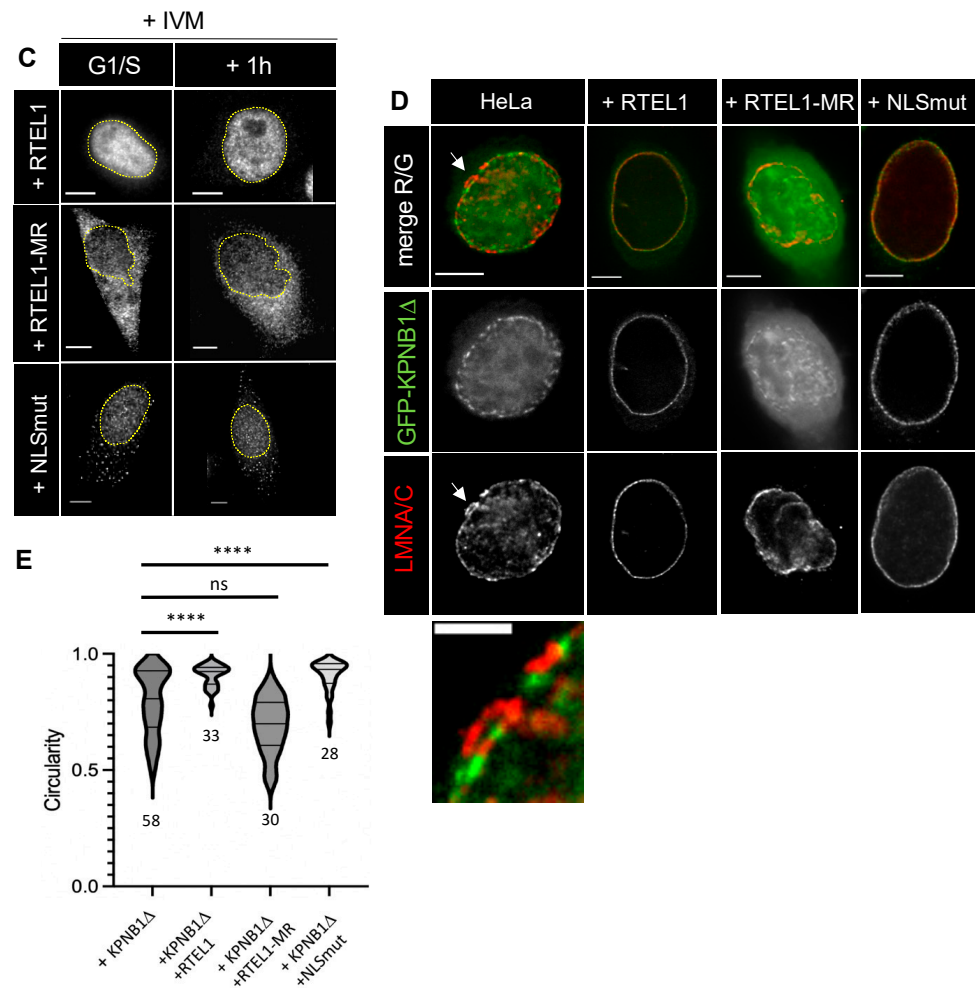 + IVM
C
G1/S
+ 1h
+ RTEL1
+ RTEL1-MR
+ NLSmut
D
HeLa
+ RTEL1
+ RTEL1-MR
+ NLSmut
merge R/G
GFP-KPNB1Δ
LMNA/C
E
****
ns
****
1.0
0.5
0.0
Circularity
58
33
30
28
+ KPNB1Δ
+KPNB1Δ
+RTEL1
+ KPNB1Δ
+RTEL1-MR
+ KPNB1Δ
+NLSmut